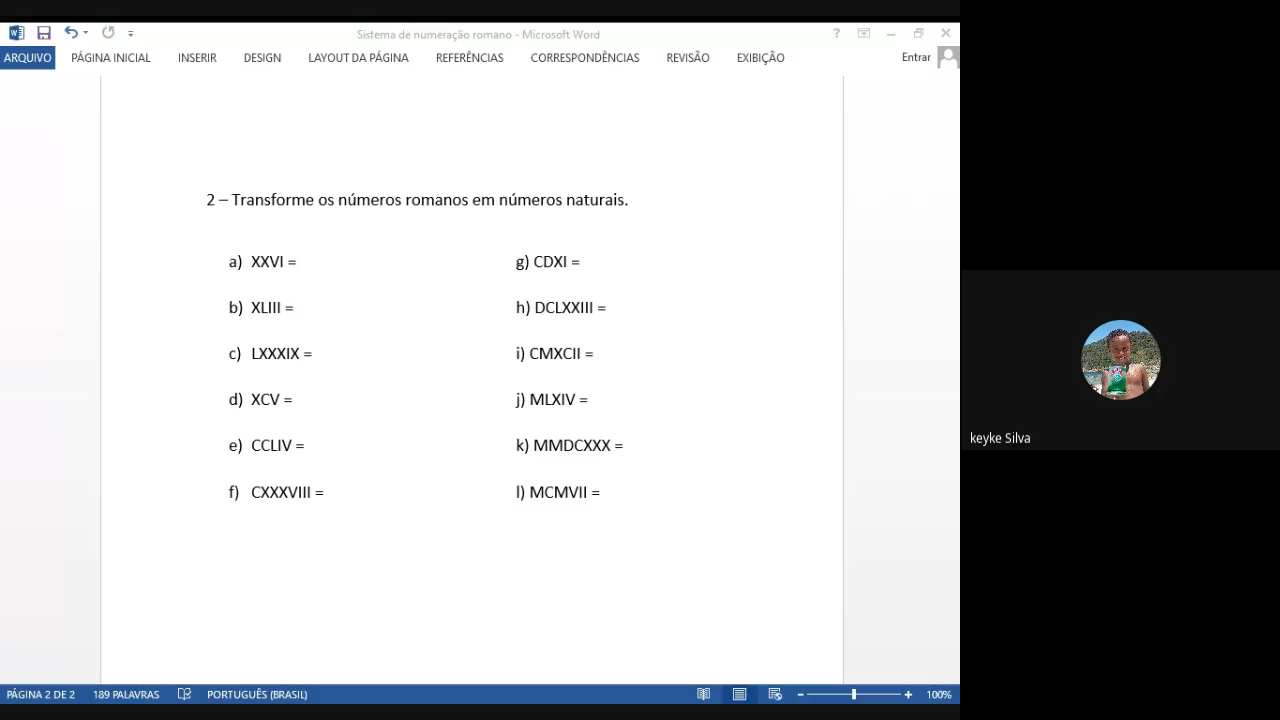 Sistema de numeração romano - Microsoft Word
ARQUIVO PÁGINA INICIAL INSERIR DESIGN LAYOUT DA PÁGINA REFERÊNCIAS CORRESPONDÊNCIAS REVISÃO EXIBIÇÃO Entrar
2 – Transforme os números romanos em números naturais.
a) XXVI = g) CDXI =
b) XLIII = h) DCLXXIII =
c) LXXXIX = i) CMXCII =
d) XCV = j) MLXIV =
e) CCLIV = k) MMDCXXX =
f) CXXXVIII = l) MCMVII =
keyke Silva
PÁGINA 2 DE 2 189 PALAVRAS PORTUGUÊS (BRASIL) 100%